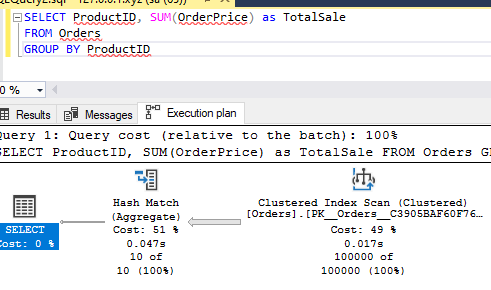 SELECT ProductID, SUM(OrderPrice) as TotalSale
FROM Orders
GROUP BY ProductID
0 %
Results Messages Execution plan
Query 1: Query cost (relative to the batch): 100%
SELECT ProductID, SUM(OrderPrice) as TotalSale FROM Orders G
SELECT
Cost: 0 %
Hash Match
(Aggregate)
Cost: 51 %
0.047s
10 of
10 (100%)
Clustered Index Scan (Clustered)
[Orders].[PK__Orders__C3905BAF60F76…
Cost: 49 %
0.017s
100000 of
100000 (100%)